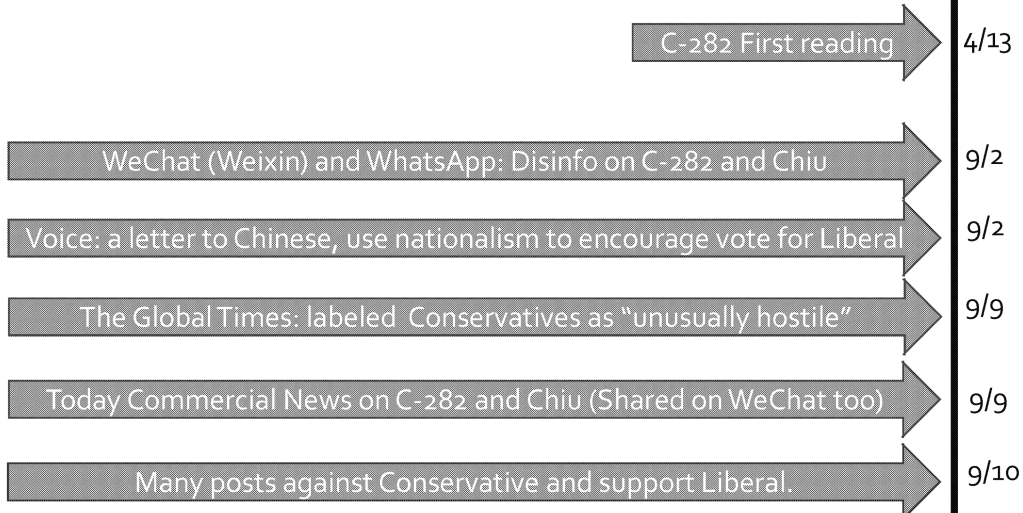 C-282 First reading 4/13
WeChat (Weixin) and WhatsApp: Disinfo on C-282 and Chiu 9/2
Voice: a letter to Chinese, use nationalism to encourage vote for Liberal 9/2
The Global Times: labeled Conservatives as “unusually hostile” 9/9
Today Commercial News on C-282 and Chiu (Shared on WeChat too) 9/9
Many posts against Conservative and support Liberal. 9/10